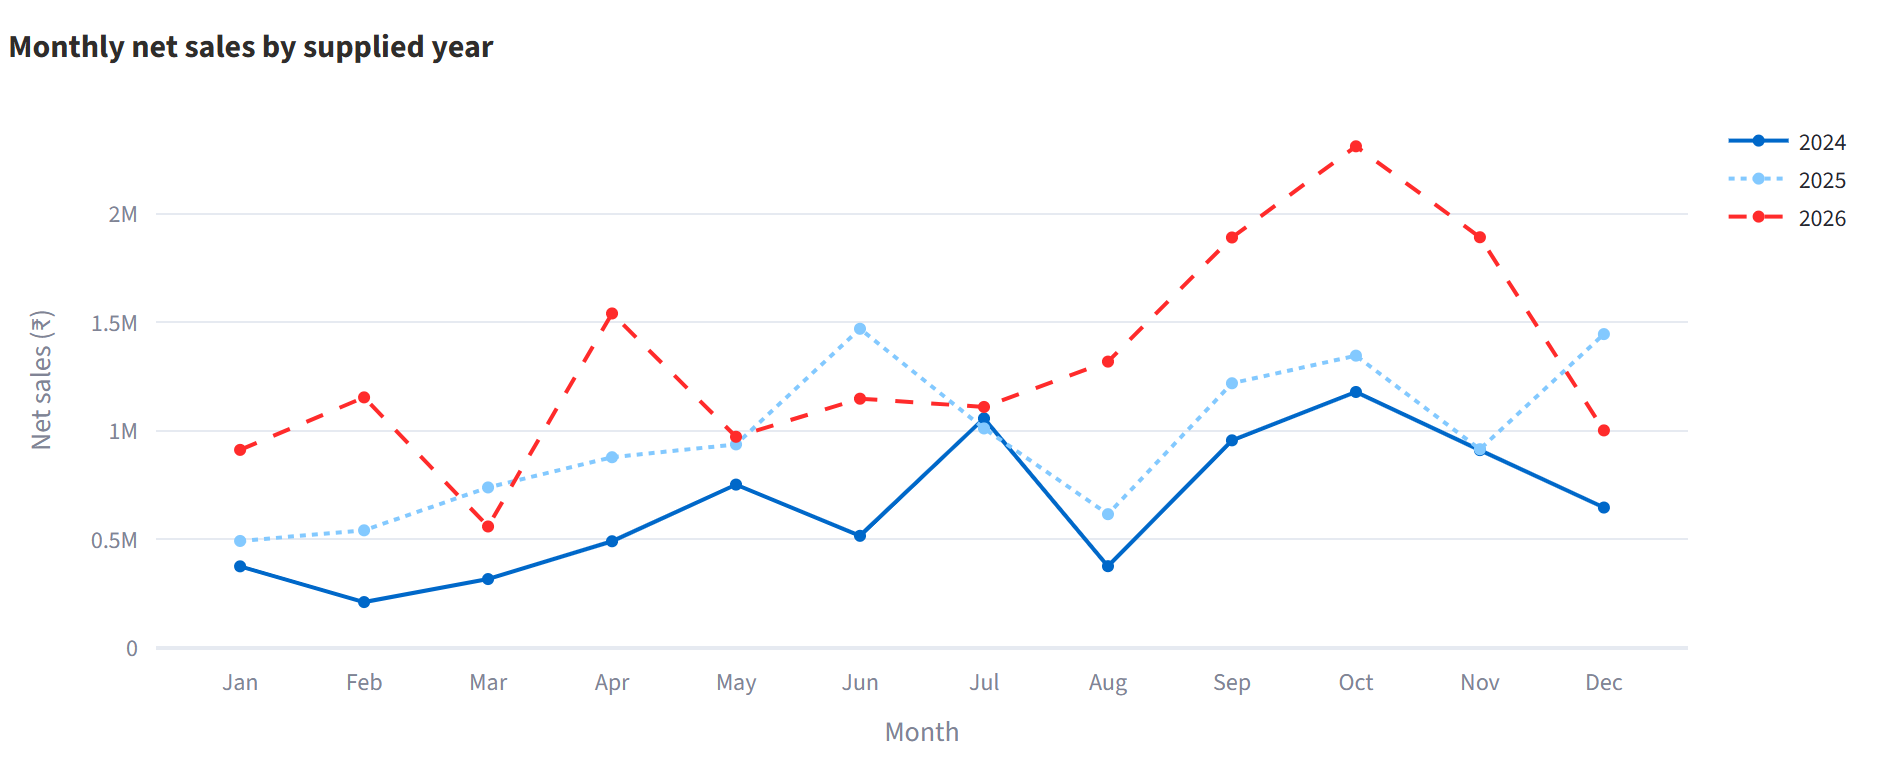 Monthly net sales by supplied year
2024
2025
2026
Net sales (₹)
2M
1.5M
1M
0.5M
0
Jan Feb Mar Apr May Jun Jul Aug Sep Oct Nov Dec
Month